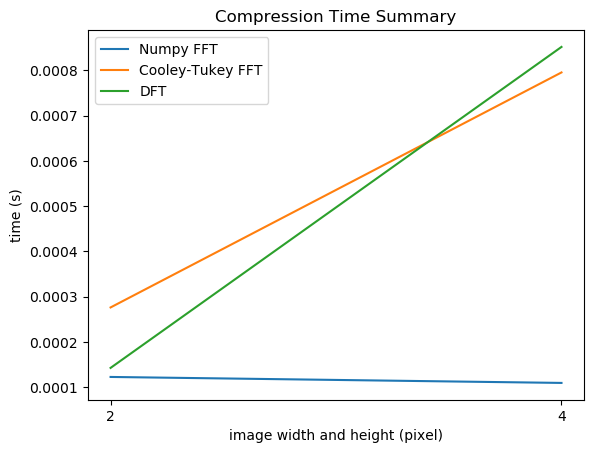 Compression Time Summary
Numpy FFT
Cooley-Tukey FFT
DFT
0.0008
0.0007
0.0006
0.0005
0.0004
0.0003
0.0002
0.0001
time (s)
2 4
image width and height (pixel)